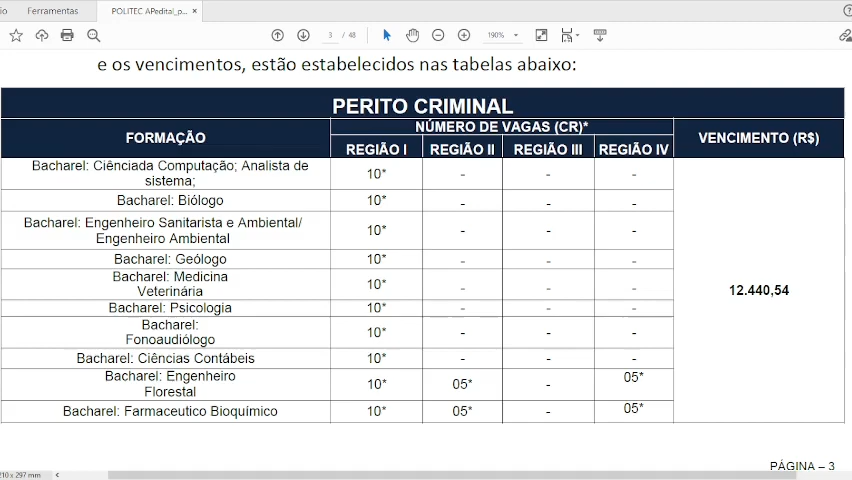 Ferramentas
POLITEC APedital_p...
×
3 / 48
190%
e os vencimentos, estão estabelecidos nas tabelas abaixo:
PERITO CRIMINAL
FORMAÇÃO
NÚMERO DE VAGAS (CR)*
VENCIMENTO (R$)
REGIÃO I REGIÃO II REGIÃO III REGIÃO IV
Bacharel: Ciênciada Computação; Analista de
sistema;
10* - - -
Bacharel: Biólogo 10* - - -
Bacharel: Engenheiro Sanitarista e Ambiental/
Engenheiro Ambiental
10* - - -
Bacharel: Geólogo 10* - - -
Bacharel: Medicina
Veterinária
10* - - -
12.440,54
Bacharel: Psicologia 10* - - -
Bacharel:
Fonoaudiólogo
10* - - -
Bacharel: Ciências Contábeis 10* - - -
Bacharel: Engenheiro
Florestal
10* 05* - 05*
Bacharel: Farmaceutico Bioquímico 10* 05* - 05*
PÁGINA – 3
210 x 297 mm